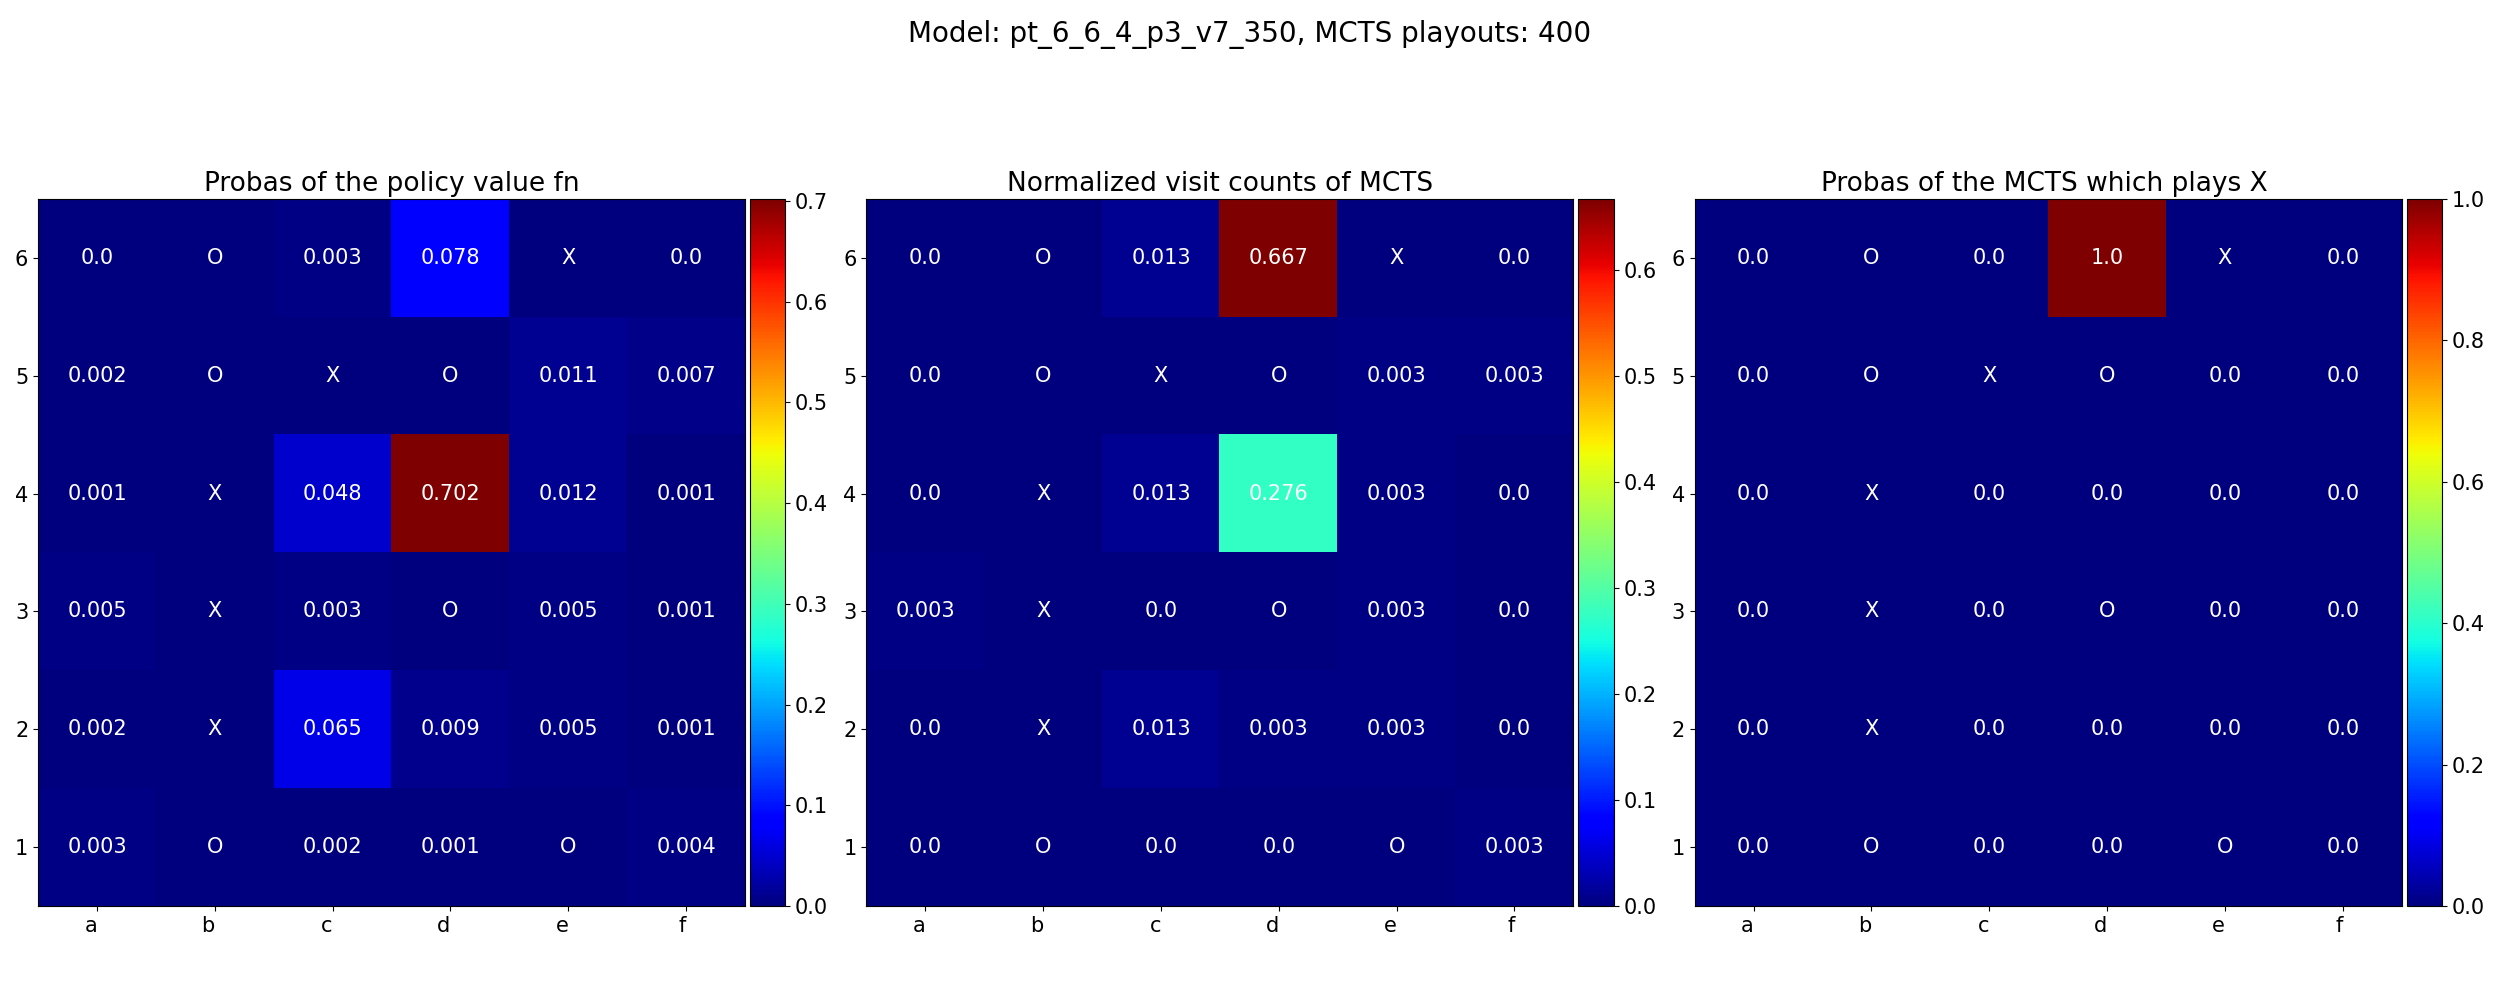 Model: pt_6_6_4_p3_v7_350, MCTS playouts: 400
Probas of the policy value fn
6 0.0 O 0.003 0.078 X 0.0
5 0.002 O X O 0.011 0.007
4 0.001 X 0.048 0.702 0.012 0.001
3 0.005 X 0.003 O 0.005 0.001
2 0.002 X 0.065 0.009 0.005 0.001
1 0.003 O 0.002 0.001 O 0.004
a b c d e f
0.7
0.6
0.5
0.4
0.3
0.2
0.1
0.0
Normalized visit counts of MCTS
6 0.0 O 0.013 0.667 X 0.0
5 0.0 O X O 0.003 0.003
4 0.0 X 0.013 0.276 0.003 0.0
3 0.003 X 0.0 O 0.003 0.0
2 0.0 X 0.013 0.003 0.003 0.0
1 0.0 O 0.0 0.0 O 0.003
a b c d e f
0.6
0.5
0.4
0.3
0.2
0.1
0.0
Probas of the MCTS which plays X
6 0.0 O 0.0 1.0 X 0.0
5 0.0 O X O 0.0 0.0
4 0.0 X 0.0 0.0 0.0 0.0
3 0.0 X 0.0 O 0.0 0.0
2 0.0 X 0.0 0.0 0.0 0.0
1 0.0 O 0.0 0.0 O 0.0
a b c d e f
1.0
0.8
0.6
0.4
0.2
0.0